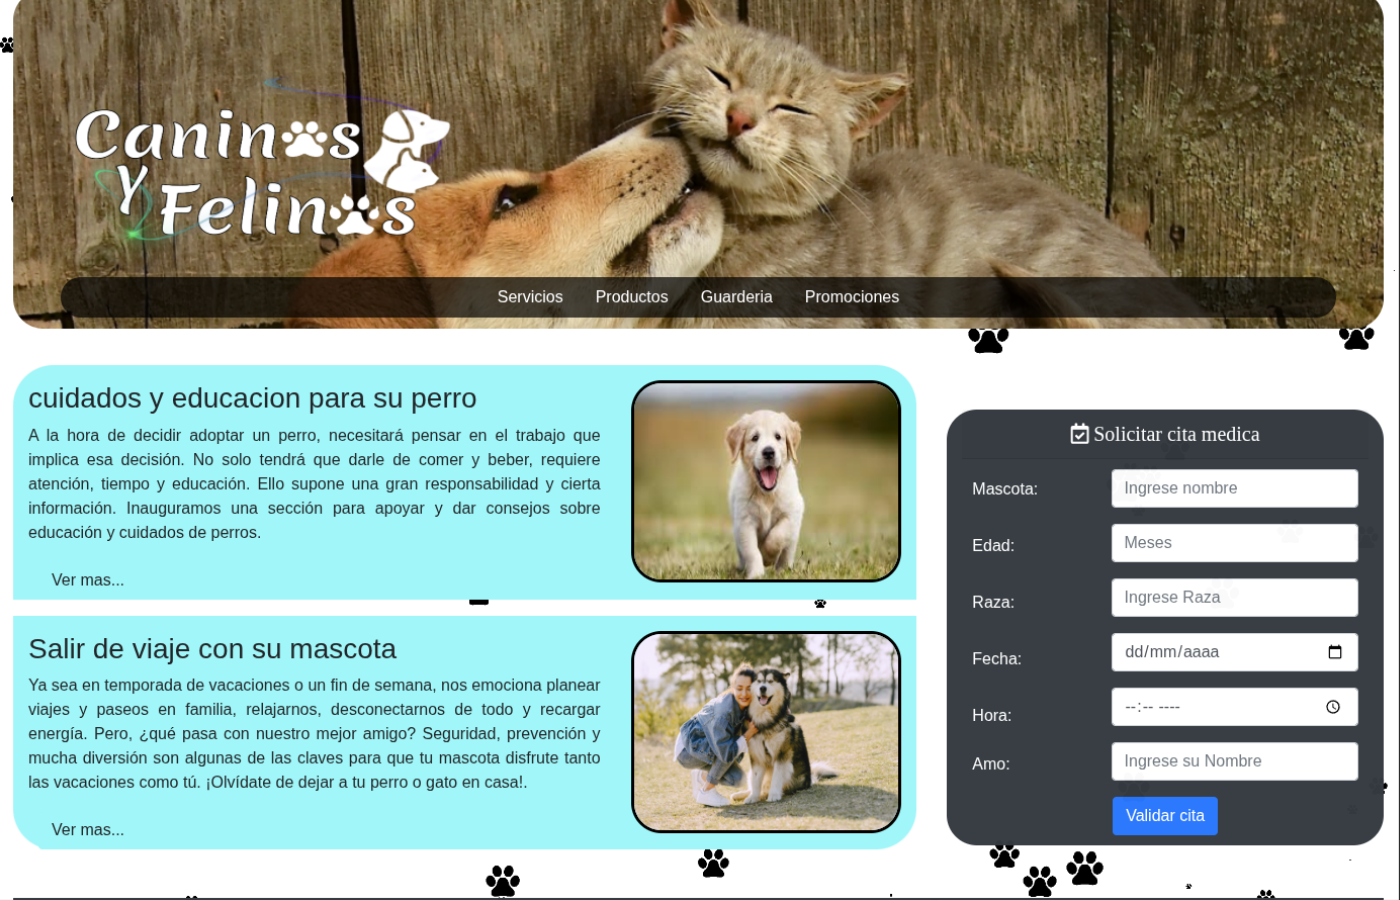 Caninos
Y Felinos
Servicios Productos Guarderia Promociones
cuidados y educacion para su perro
A la hora de decidir adoptar un perro, necesitará pensar en el trabajo que
implica esa decisión. No solo tendrá que darle de comer y beber, requiere
atención, tiempo y educación. Ello supone una gran responsabilidad y cierta
información. Inauguramos una sección para apoyar y dar consejos sobre
educación y cuidados de perros.
Ver mas...
Salir de viaje con su mascota
Ya sea en temporada de vacaciones o un fin de semana, nos emociona planear
viajes y paseos en familia, relajarnos, desconectarnos de todo y recargar
energía. Pero, ¿qué pasa con nuestro mejor amigo? Seguridad, prevención y
mucha diversión son algunas de las claves para que tu mascota disfrute tanto
las vacaciones como tú. ¡Olvídate de dejar a tu perro o gato en casa!.
Ver mas...
Solicitar cita medica
Mascota: Ingrese nombre
Edad: Meses
Raza: Ingrese Raza
Fecha: dd/mm/aaaa
Hora: --:-- ----
Amo: Ingrese su Nombre
Validar cita